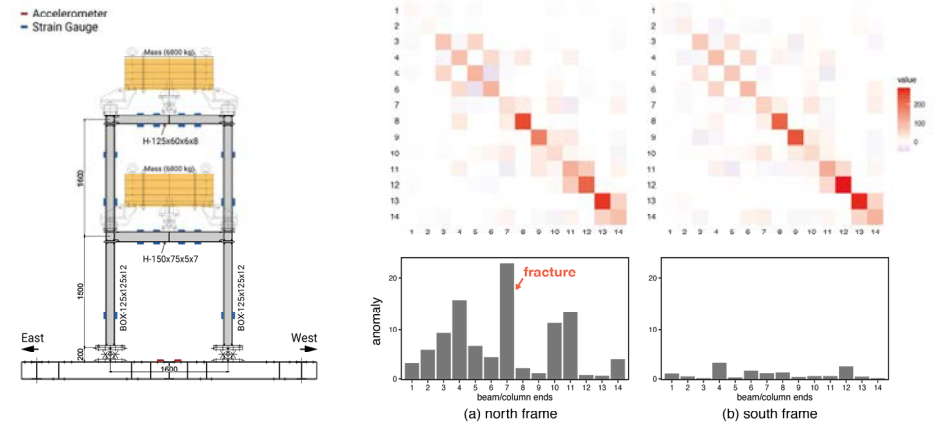 Accelerometer
Strain Gauge
Mass (6800 kg)
H-125x60x6x8
1600
Mass (6800 kg)
H-150x75x5x7
1500
BOX-125x125x12
BOX-125x125x12
East
West
200
1600
1
2
3
4
5
6
7
8
9
10
11
12
13
14
1 2 3 4 5 6 7 8 9 10 11 12 13 14
1
2
3
4
5
6
7
8
9
10
11
12
13
14
1 2 3 4 5 6 7 8 9 10 11 12 13 14
value
200
100
0
anomaly
20
10
0
fracture
1 2 3 4 5 6 7 8 9 10 11 12 13 14
beam/column ends
(a) north frame
20
10
0
1 2 3 4 5 6 7 8 9 10 11 12 13 14
beam/column ends
(b) south frame